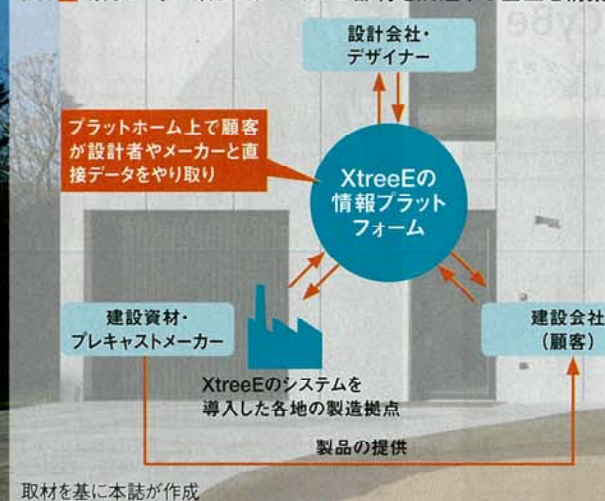 設計会社・
デザイナー
プラットホーム上で顧客
が設計者やメーカーと直
接データをやり取り
XtreeEの
情報プラット
フォーム
建設資材・
プレキャストメーカー
建設会社
(顧客)
XtreeEのシステムを
導入した各地の製造拠点
製品の提供
取材を基に本誌が作成